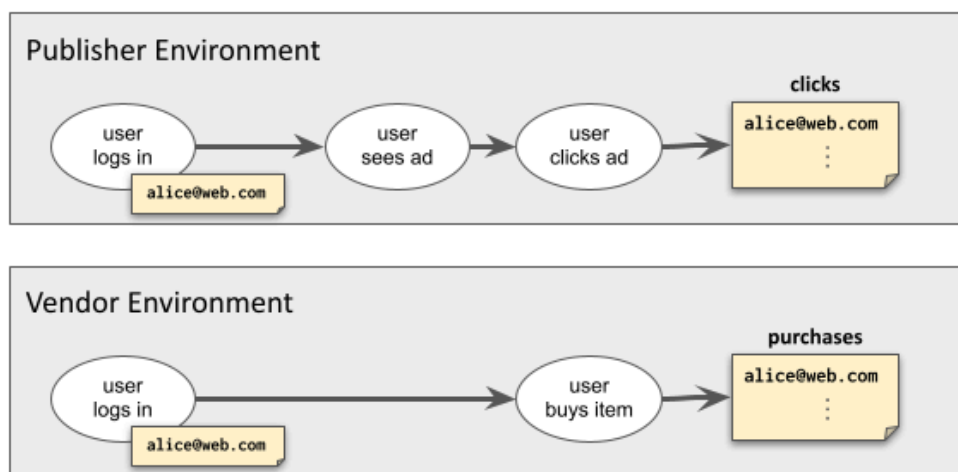 Publisher Environment
clicks
user
logs in
user
sees ad
user
clicks ad
alice@web.com
⋮
alice@web.com
Vendor Environment
purchases
user
logs in
user
buys item
alice@web.com
⋮
alice@web.com